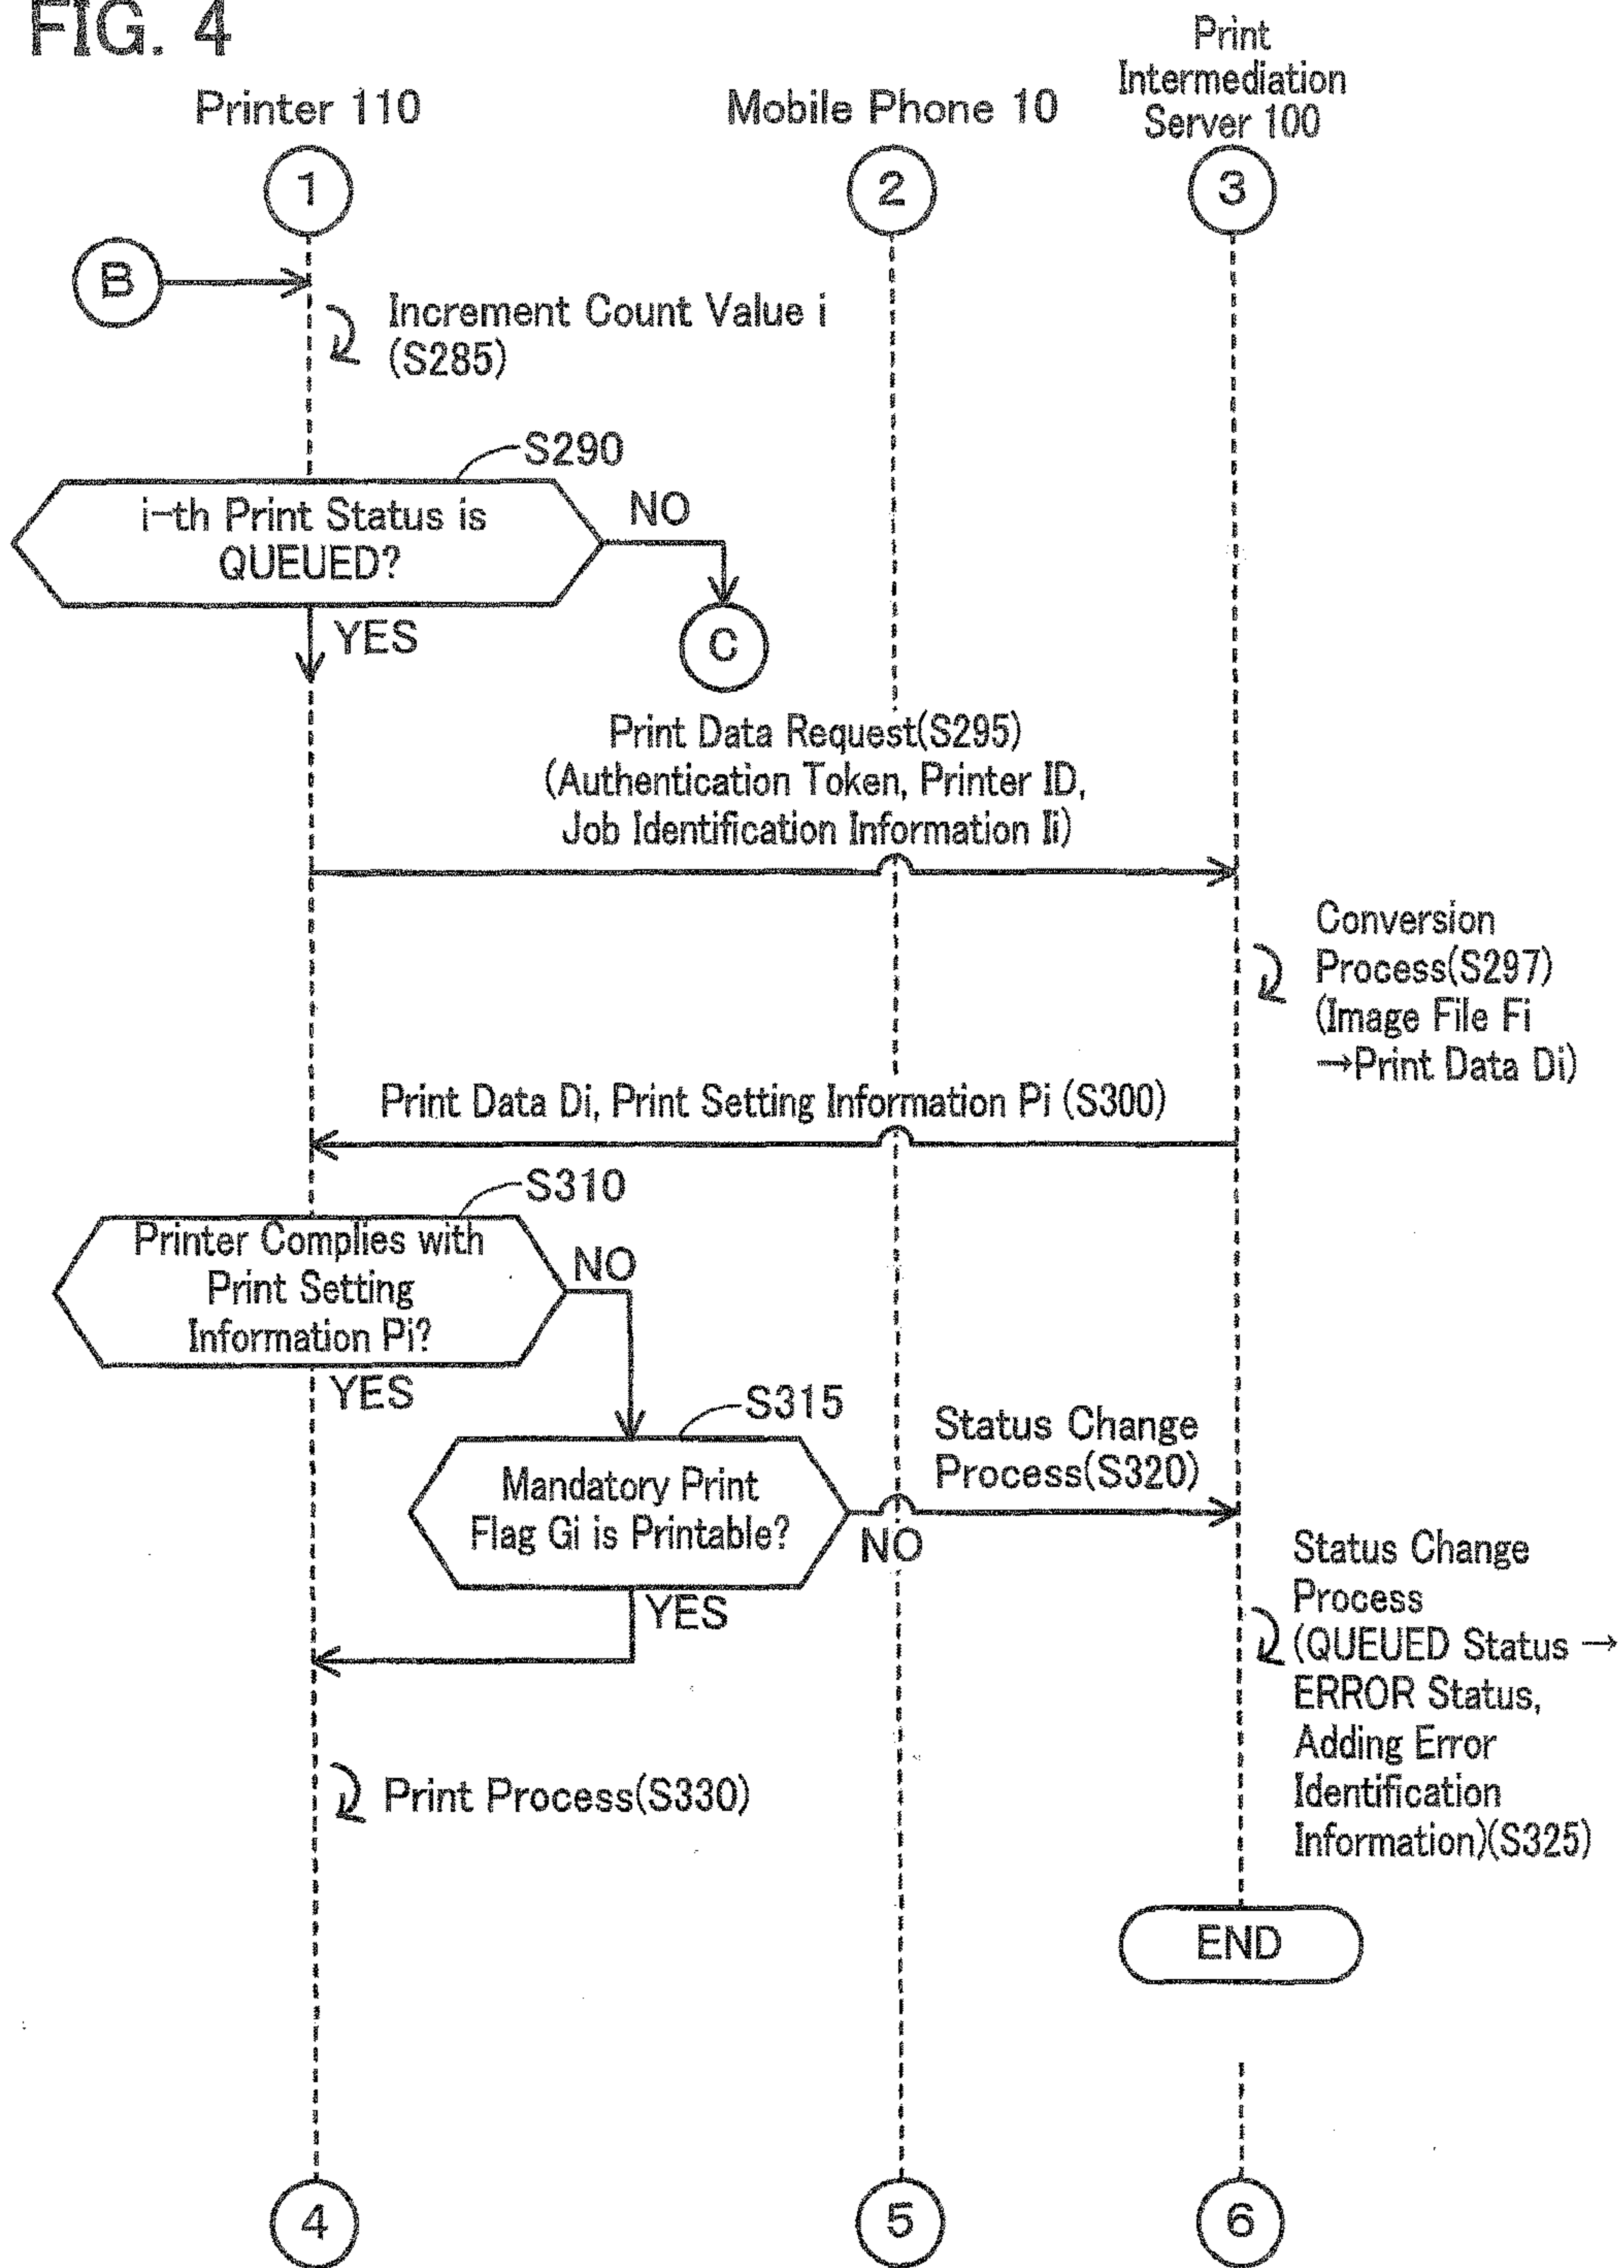 FIG. 4
Printer 110
Mobile Phone 10
Print
Intermediation
Server 100
1
2
3
B
Increment Count Value i
(S285)
S290
i-th Print Status is
QUEUED?
NO
YES
C
Print Data Request(S295)
(Authentication Token, Printer ID,
Job Identification Information Ii)
Conversion
Process(S297)
(Image File Fi
→Print Data Di)
Print Data Di, Print Setting Information Pi (S300)
S310
Printer Complies with
Print Setting
Information Pi?
NO
YES
S315
Mandatory Print
Flag Gi is Printable?
NO
YES
Status Change
Process(S320)
Status Change
Process
(QUEUED Status →
ERROR Status,
Adding Error
Identification
Information)(S325)
Print Process(S330)
END
4
5
6